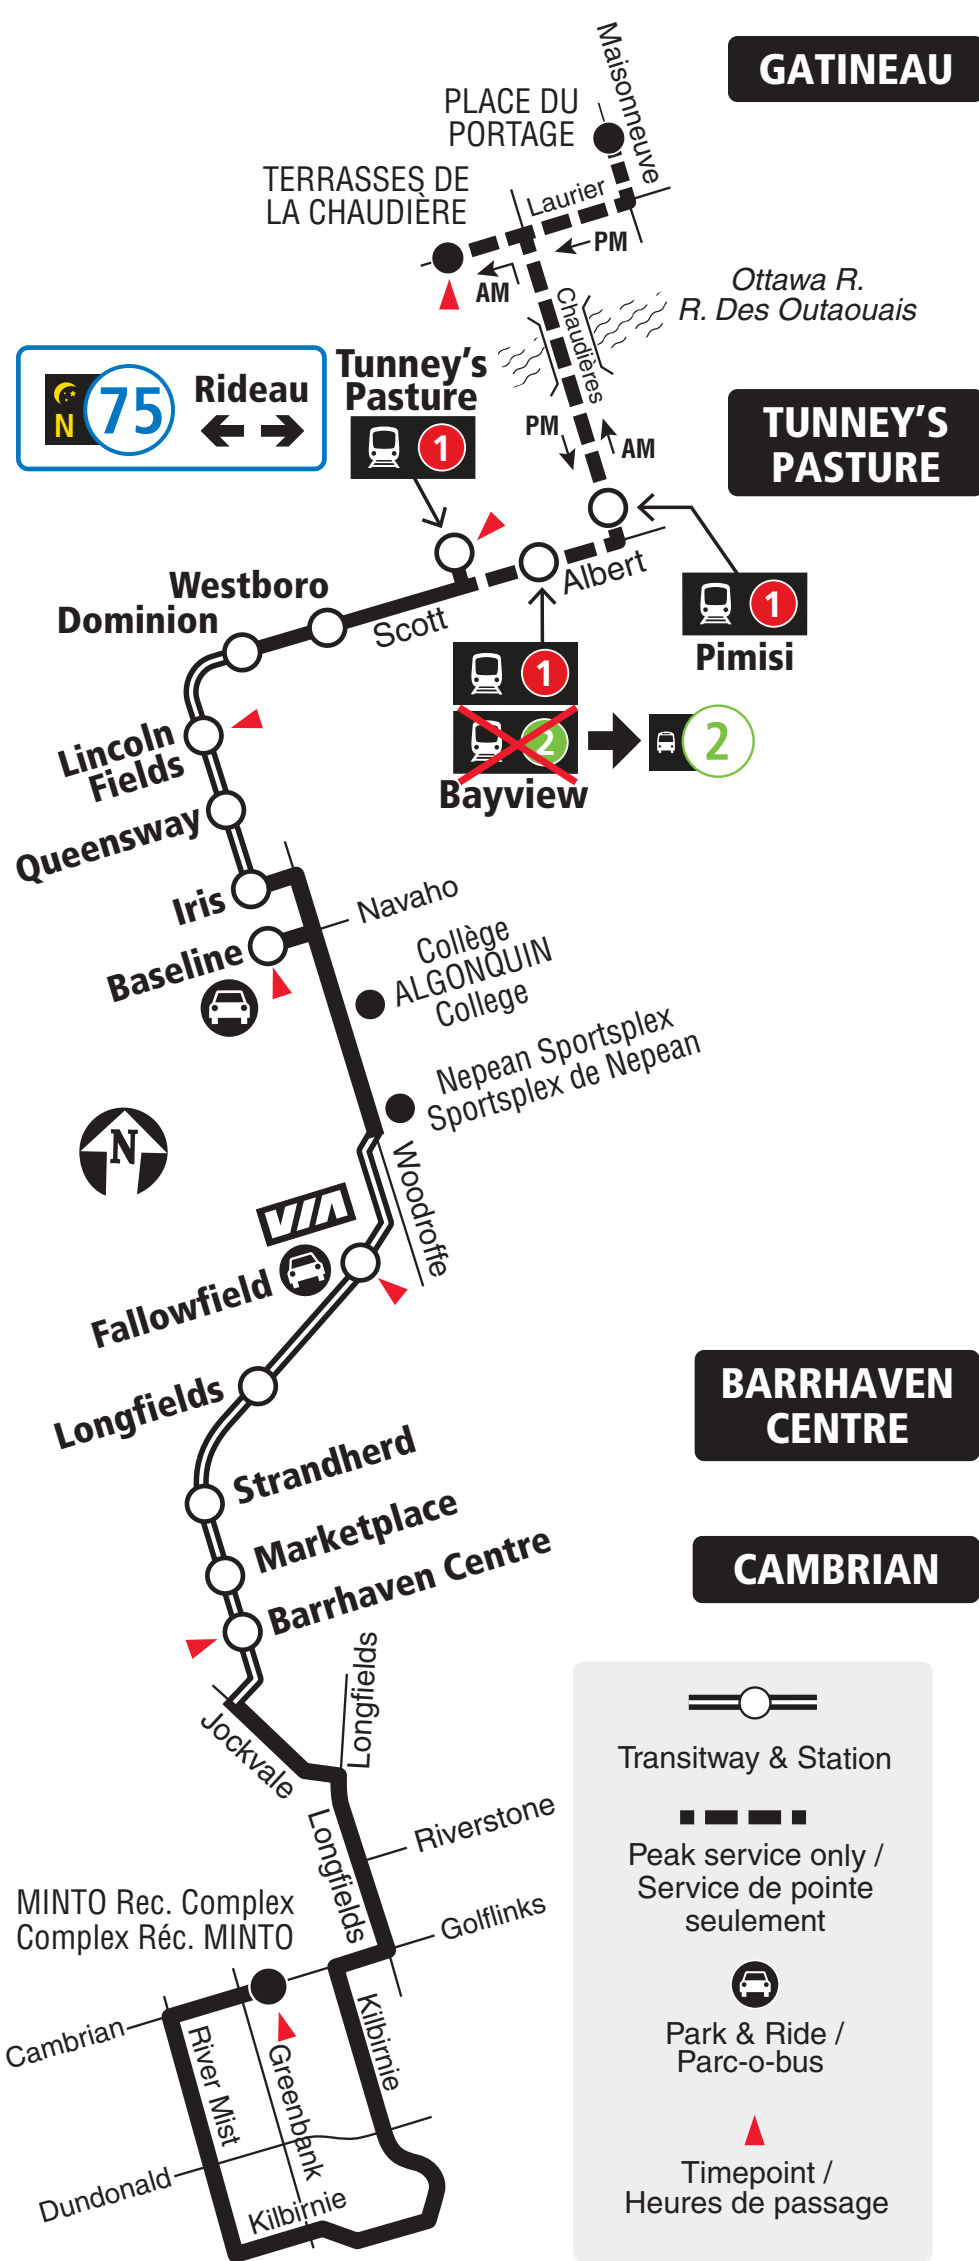 Maisonneuve
GATINEAU
PLACE DU
PORTAGE
TERRASSES DE
LA CHAUDIÈRE
Laurier
PM
AM
Ottawa R.
R. Des Outaouais
Chaudières
N
75
Rideau
Tunney's
Pasture
1
PM
AM
TUNNEY'S
PASTURE
Albert
Westboro
Dominion
Scott
1
Pimisi
1
2
2
Bayview
Lincoln
Fields
Queensway
Iris
Navaho
Baseline
Collège
ALGONQUIN
College
Nepean Sportsplex
Sportsplex de Nepean
N
Woodroffe
VIA
Fallowfield
Longfields
BARRHAVEN
CENTRE
Strandherd
Marketplace
Barrhaven Centre
CAMBRIAN
Longfields
Jockvale
Transitway & Station
Longfields
Riverstone
Peak service only /
Service de pointe
seulement
MINTO Rec. Complex
Complex Réc. MINTO
Golflinks
Cambrian
River Mist
Greenbank
Kilbirnie
Park & Ride /
Parc-o-bus
Dundonald
Kilbirnie
Timepoint /
Heures de passage